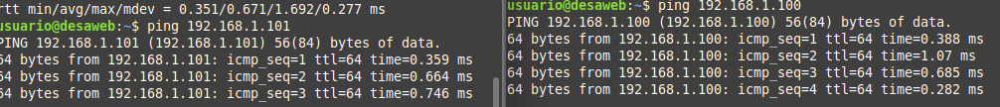 rtt min/avg/max/mdev = 0.351/0.671/1.692/0.277 ms
usuario@desaweb:~$ ping 192.168.1.101
PING 192.168.1.101 (192.168.1.101) 56(84) bytes of data.
64 bytes from 192.168.1.101: icmp_seq=1 ttl=64 time=0.359 ms
64 bytes from 192.168.1.101: icmp_seq=2 ttl=64 time=0.664 ms
64 bytes from 192.168.1.101: icmp_seq=3 ttl=64 time=0.746 ms
usuario@desaweb:~$ ping 192.168.1.100
PING 192.168.1.100 (192.168.1.100) 56(84) bytes of data.
64 bytes from 192.168.1.100: icmp_seq=1 ttl=64 time=0.388 ms
64 bytes from 192.168.1.100: icmp_seq=2 ttl=64 time=1.07 ms
64 bytes from 192.168.1.100: icmp_seq=3 ttl=64 time=0.685 ms
64 bytes from 192.168.1.100: icmp_seq=4 ttl=64 time=0.282 ms